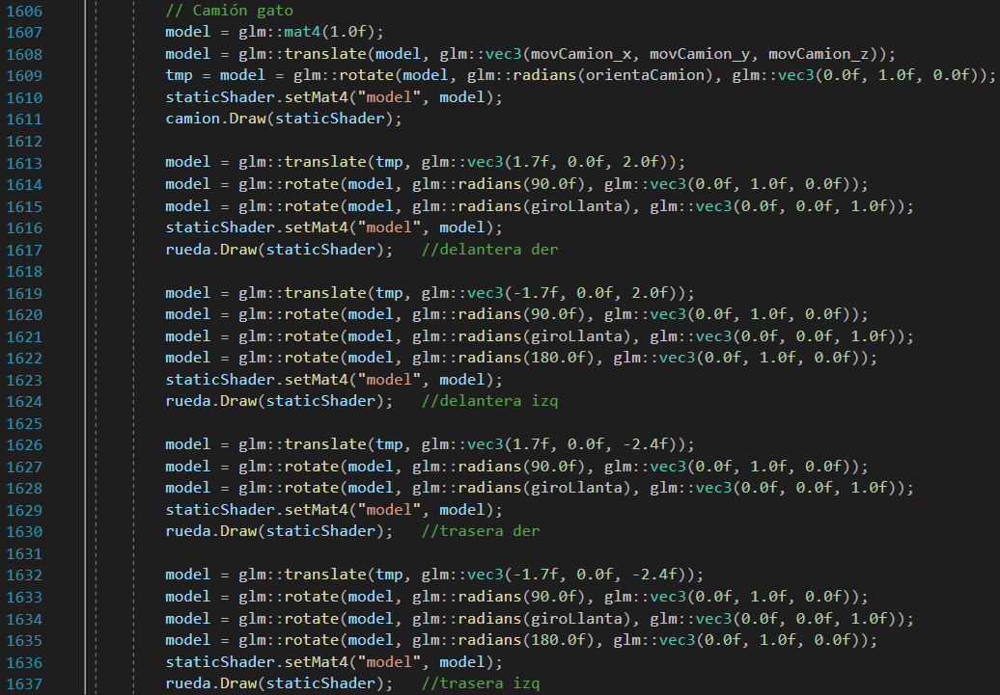 1606 // Camión gato
1607 model = glm::mat4(1.0f);
1608 model = glm::translate(model, glm::vec3(movCamion_x, movCamion_y, movCamion_z));
1609 tmp = model = glm::rotate(model, glm::radians(orientaCamion), glm::vec3(0.0f, 1.0f, 0.0f));
1610 staticShader.setMat4("model", model);
1611 camion.Draw(staticShader);
1612
1613 model = glm::translate(tmp, glm::vec3(1.7f, 0.0f, 2.0f));
1614 model = glm::rotate(model, glm::radians(90.0f), glm::vec3(0.0f, 1.0f, 0.0f));
1615 model = glm::rotate(model, glm::radians(giroLlanta), glm::vec3(0.0f, 0.0f, 1.0f));
1616 staticShader.setMat4("model", model);
1617 rueda.Draw(staticShader); //delantera der
1618
1619 model = glm::translate(tmp, glm::vec3(-1.7f, 0.0f, 2.0f));
1620 model = glm::rotate(model, glm::radians(90.0f), glm::vec3(0.0f, 1.0f, 0.0f));
1621 model = glm::rotate(model, glm::radians(giroLlanta), glm::vec3(0.0f, 0.0f, 1.0f));
1622 model = glm::rotate(model, glm::radians(180.0f), glm::vec3(0.0f, 1.0f, 0.0f));
1623 staticShader.setMat4("model", model);
1624 rueda.Draw(staticShader); //delantera izq
1625
1626 model = glm::translate(tmp, glm::vec3(1.7f, 0.0f, -2.4f));
1627 model = glm::rotate(model, glm::radians(90.0f), glm::vec3(0.0f, 1.0f, 0.0f));
1628 model = glm::rotate(model, glm::radians(giroLlanta), glm::vec3(0.0f, 0.0f, 1.0f));
1629 staticShader.setMat4("model", model);
1630 rueda.Draw(staticShader); //trasera der
1631
1632 model = glm::translate(tmp, glm::vec3(-1.7f, 0.0f, -2.4f));
1633 model = glm::rotate(model, glm::radians(90.0f), glm::vec3(0.0f, 1.0f, 0.0f));
1634 model = glm::rotate(model, glm::radians(giroLlanta), glm::vec3(0.0f, 0.0f, 1.0f));
1635 model = glm::rotate(model, glm::radians(180.0f), glm::vec3(0.0f, 1.0f, 0.0f));
1636 staticShader.setMat4("model", model);
1637 rueda.Draw(staticShader); //trasera izq